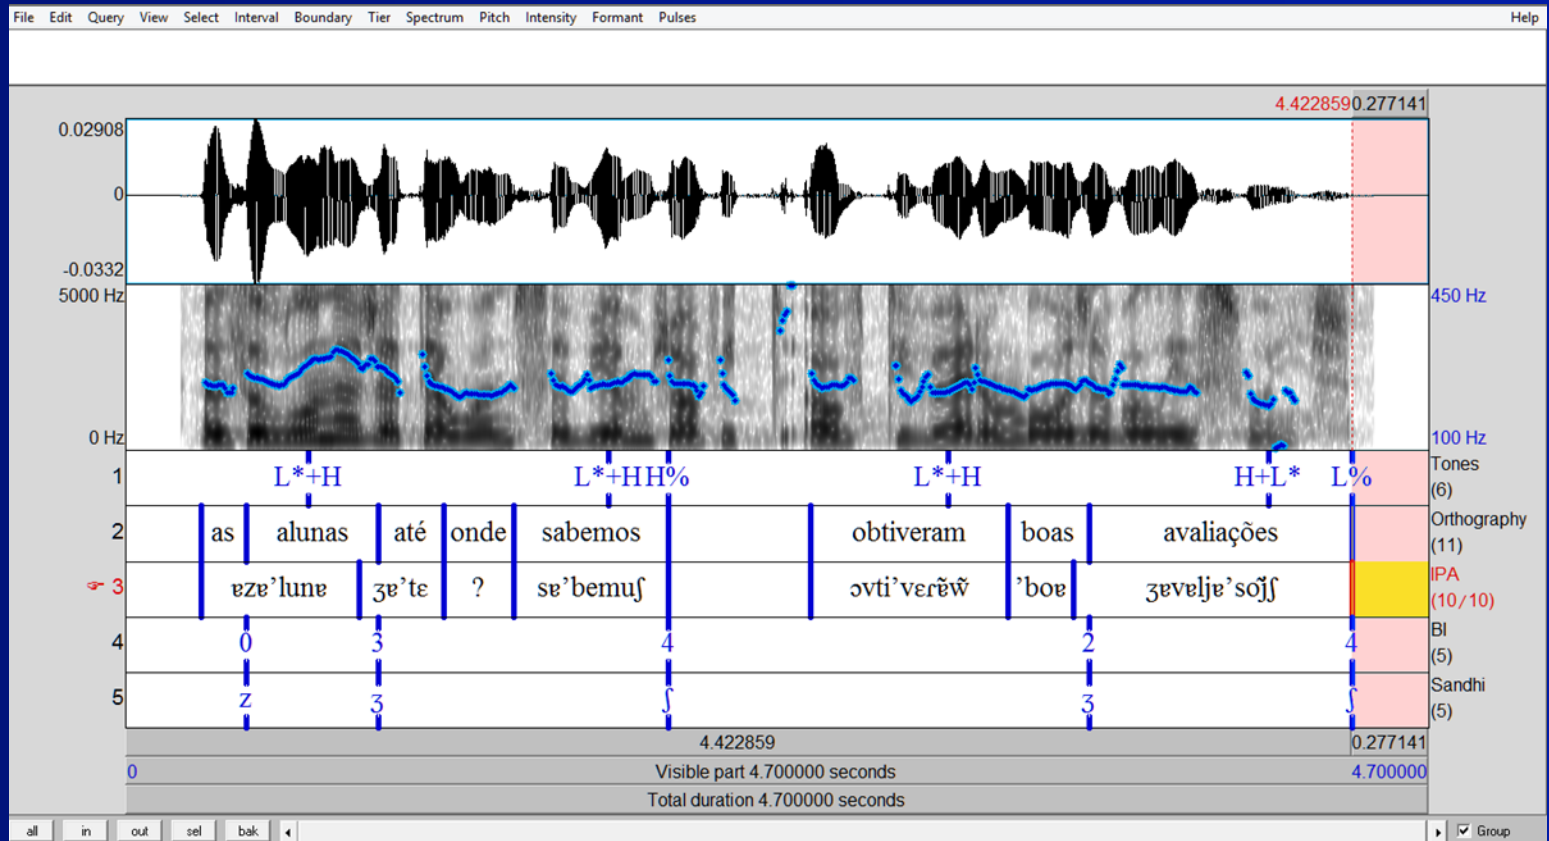 File Edit Query View Select Interval Boundary Tier Spectrum Pitch Intensity Formant Pulses Help
4.422859 0.277141
0.02908
0
-0.0332
5000 Hz 450 Hz
0 Hz 100 Hz
1 L*+H L*+H H% L*+H H+L* L% Tones (6)
2 as alunas até onde sabemos obtiveram boas avaliações Orthography (11)
3 ɐzɐ’lunɐ ʒɐ’tɛ ? sɐ’bemuʃ ɔvti’vɛɾɐ̃w̃ ’boɐ ʒɐvɐljɐ’sõj̃ʃ IPA (10/10)
4 0 3 4 2 4 BI (5)
5 z ʒ ʃ ʒ ʃ Sandhi (5)
4.422859 0.277141
0 Visible part 4.700000 seconds 4.700000
Total duration 4.700000 seconds
all in out sel bak Group